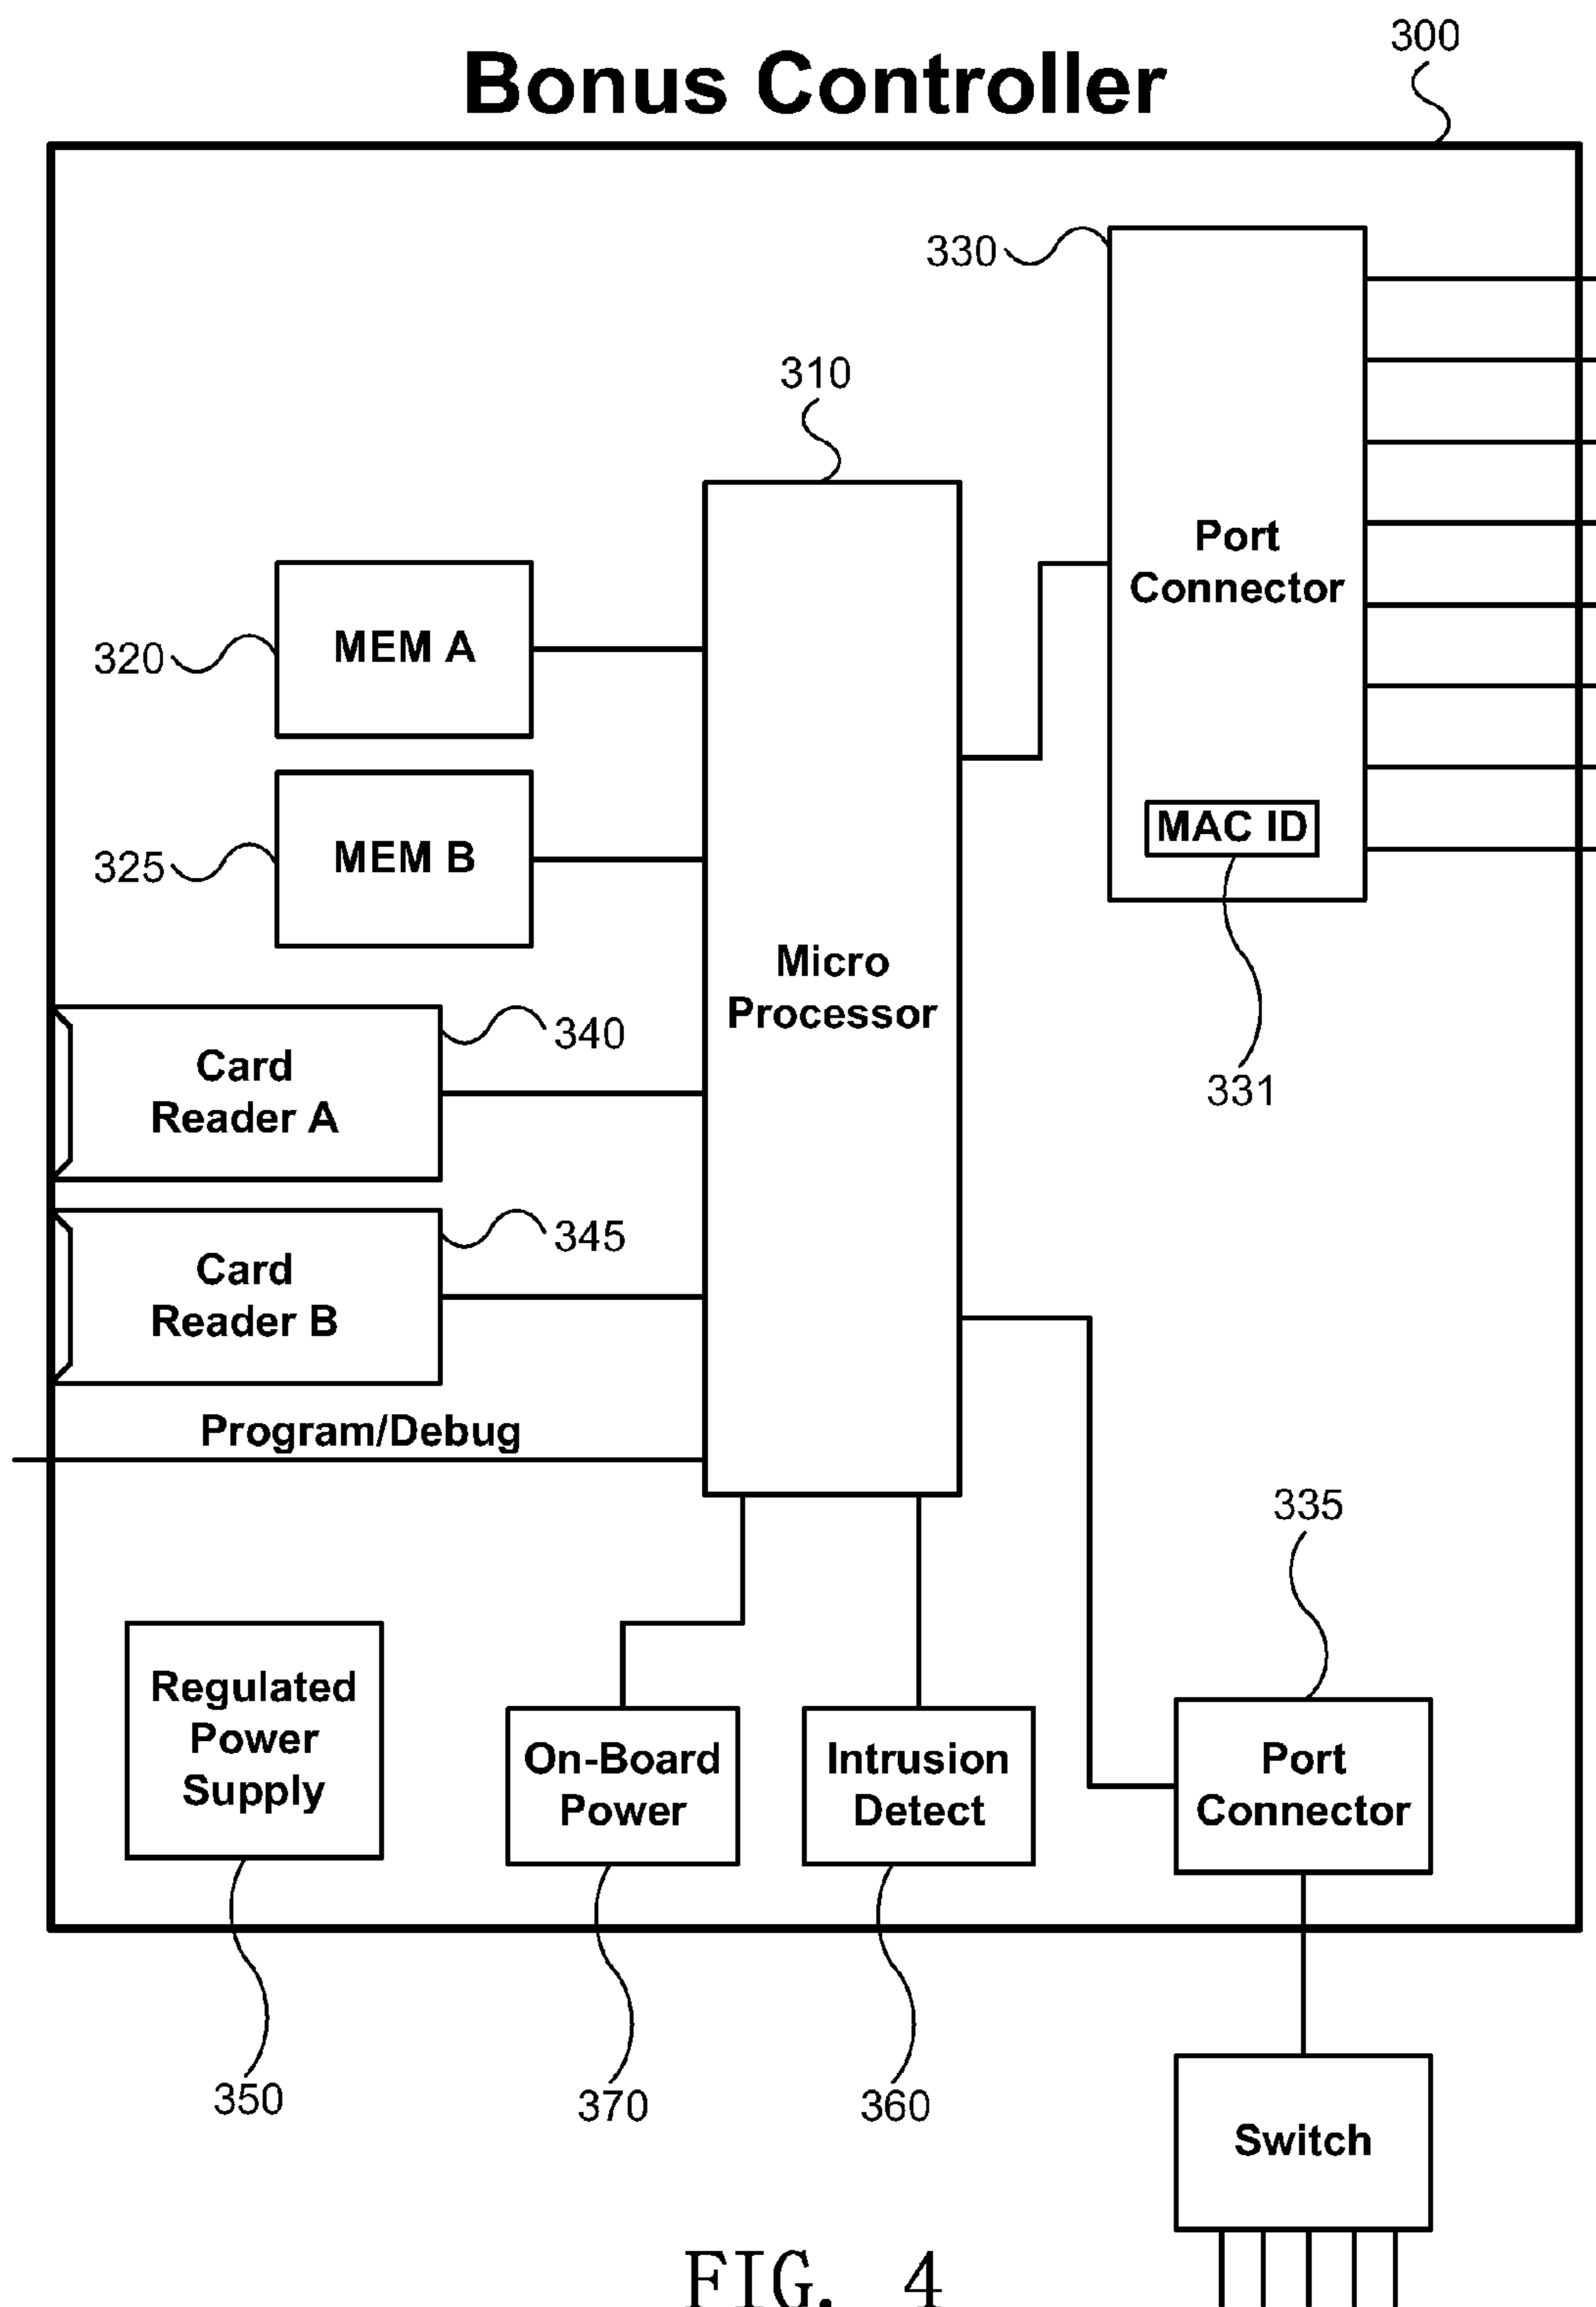 Bonus Controller
300
330
310
Port
Connector
MAC ID
331
320
MEM A
325
MEM B
Micro
Processor
340
Card
Reader A
345
Card
Reader B
Program/Debug
335
Regulated
Power
Supply
On-Board
Power
Intrusion
Detect
Port
Connector
350
370
360
Switch
FIG. 4